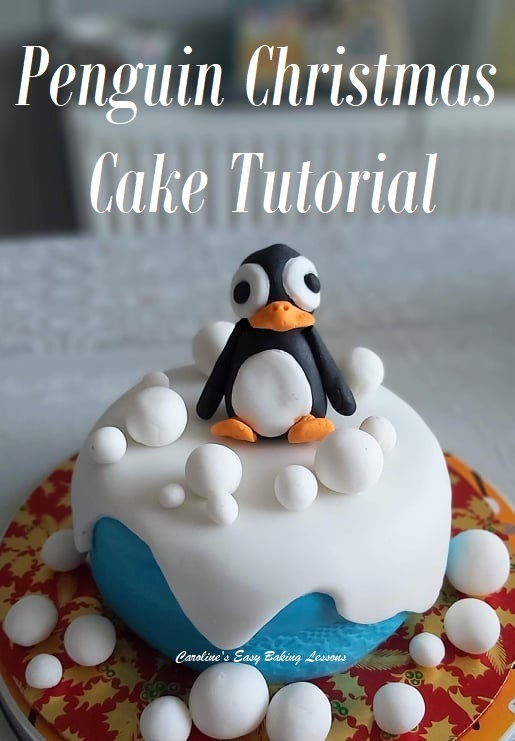 Penguin Christmas
Cake Tutorial
Caroline's Easy Baking Lessons